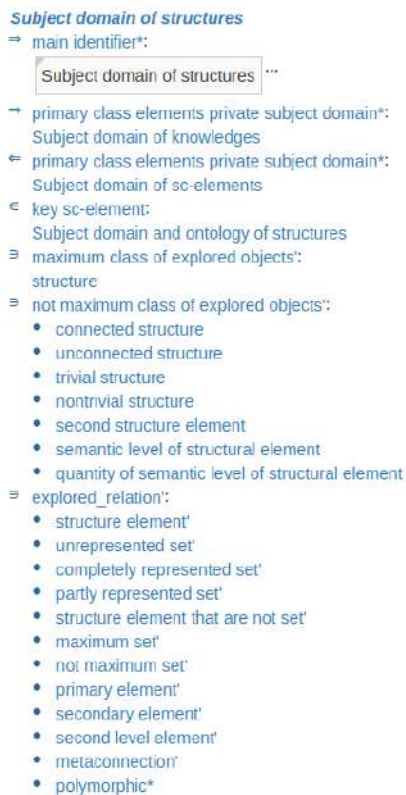 Subject domain of structures
⇒ main identifier*:
Subject domain of structures ...
→ primary class elements private subject domain*:
Subject domain of knowledges
⇐ primary class elements private subject domain*:
Subject domain of sc-elements
∈ key sc-element:
Subject domain and ontology of structures
∋ maximum class of explored objects':
structure
∋ not maximum class of explored objects':
• connected structure
• unconnected structure
• trivial structure
• nontrivial structure
• second structure element
• semantic level of structural element
• quantity of semantic level of structural element
∋ explored_relation':
• structure element'
• unrepresented set'
• completely represented set'
• partly represented set'
• structure element that are not set'
• maximum set'
• not maximum set'
• primary element'
• secondary element'
• second level element'
• metaconnection'
• polymorphic*